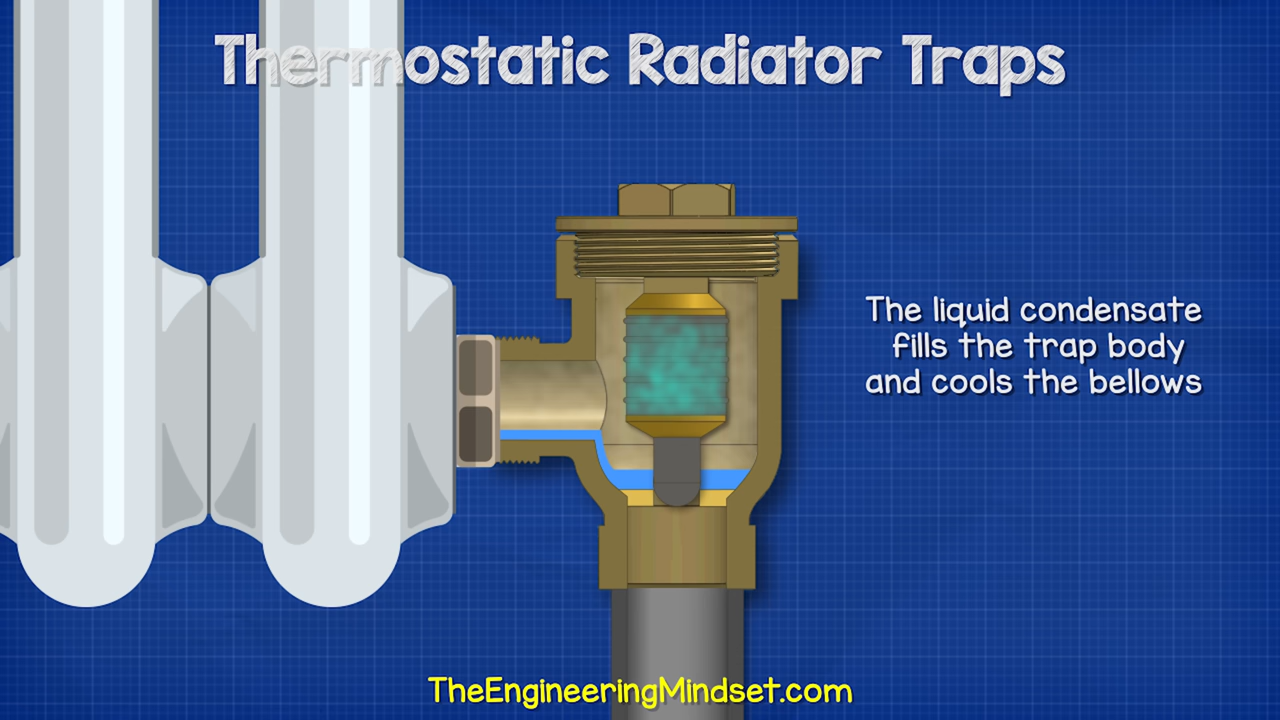 Thermostatic Radiator Traps
The liquid condensate
fills the trap body
and cools the bellows
TheEngineeringMindset.com